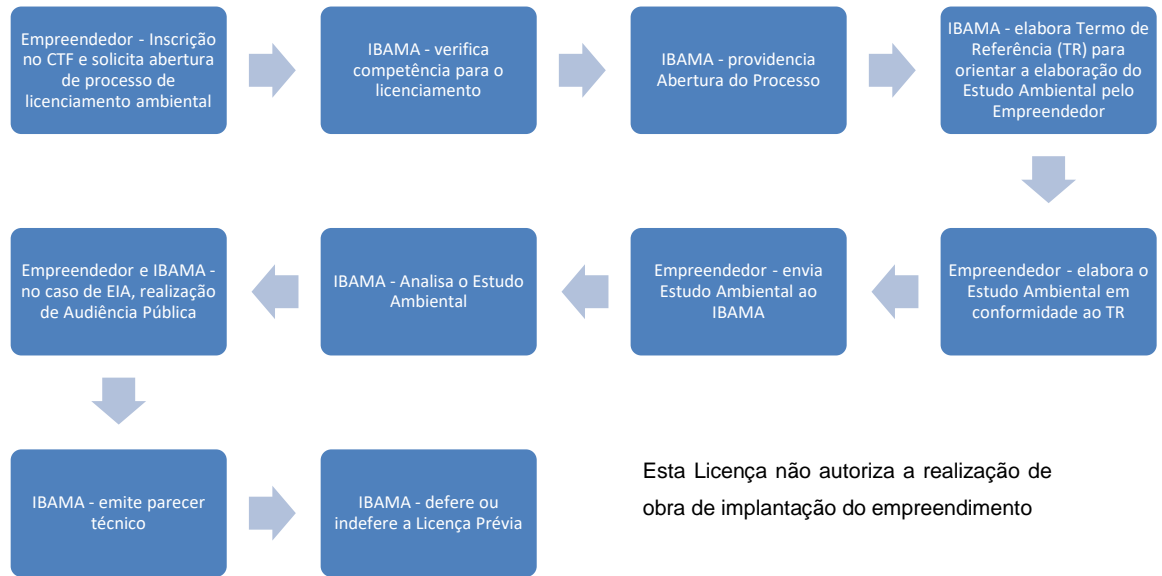 Empreendedor - Inscrição
no CTF e solicita abertura
de processo de
licenciamento ambiental
IBAMA - verifica
competência para o
licenciamento
IBAMA - providencia
Abertura do Processo
IBAMA - elabora Termo de
Referência (TR) para
orientar a elaboração do
Estudo Ambiental pelo
Empreendedor
Empreendedor - elabora o
Estudo Ambiental em
conformidade ao TR
Empreendedor - envia
Estudo Ambiental ao
IBAMA
IBAMA - Analisa o Estudo
Ambiental
Empreendedor e IBAMA -
no caso de EIA, realização
de Audiência Pública
IBAMA - emite parecer
técnico
IBAMA - defere ou
indefere a Licença Prévia
Esta Licença não autoriza a realização de
obra de implantação do empreendimento